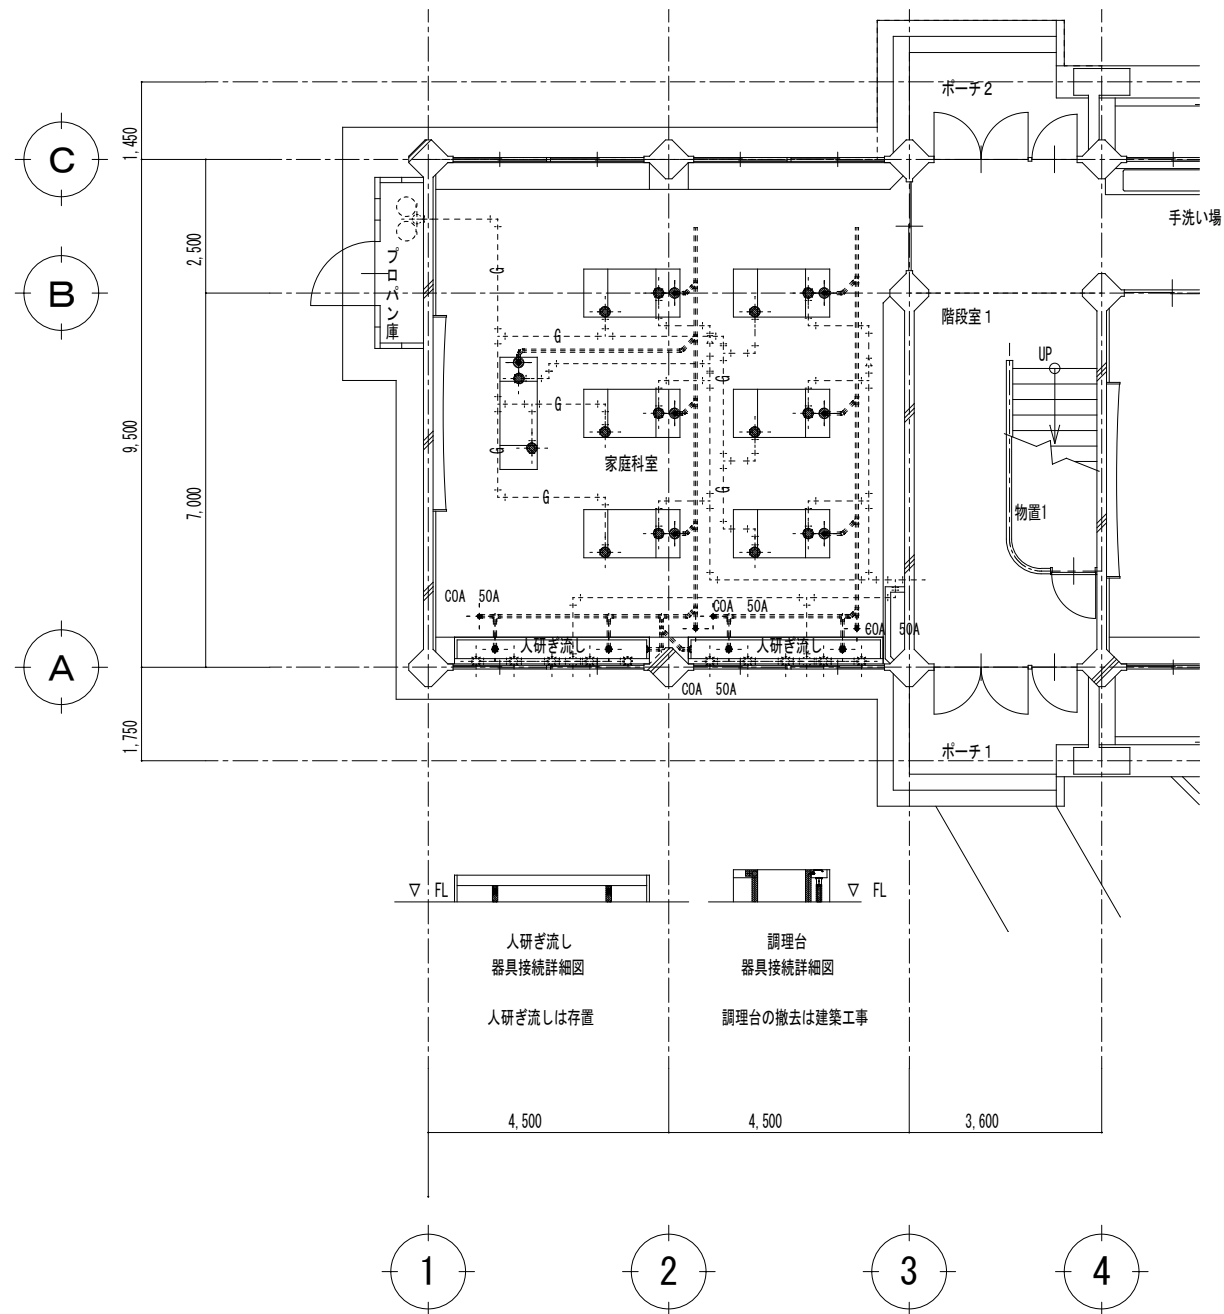 ポーチ2
1,450
C
手洗い場
2,500
プロパン庫
G
B
階段室1
G
UP
G
G
9,500
G
家庭科室
G
7,000
G
G
物置1
COA 50A
COA 50A
COA 50A
人研ぎ流し
人研ぎ流し
A
COA 50A
1,750
ポーチ1
▽ FL
▽ FL
人研ぎ流し
器具接続詳細図
調理台
器具接続詳細図
人研ぎ流しは存置
調理台の撤去は建築工事
4,500
4,500
3,600
1
2
3
4